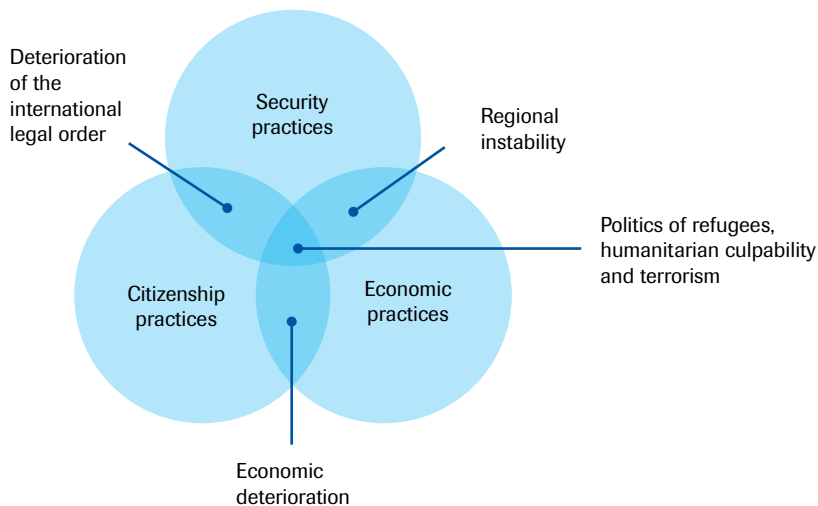 Deterioration
of the
international
legal order
Security
practices
Regional
instability
Politics of refugees,
humanitarian culpability
and terrorism
Citizenship
practices
Economic
practices
Economic
deterioration